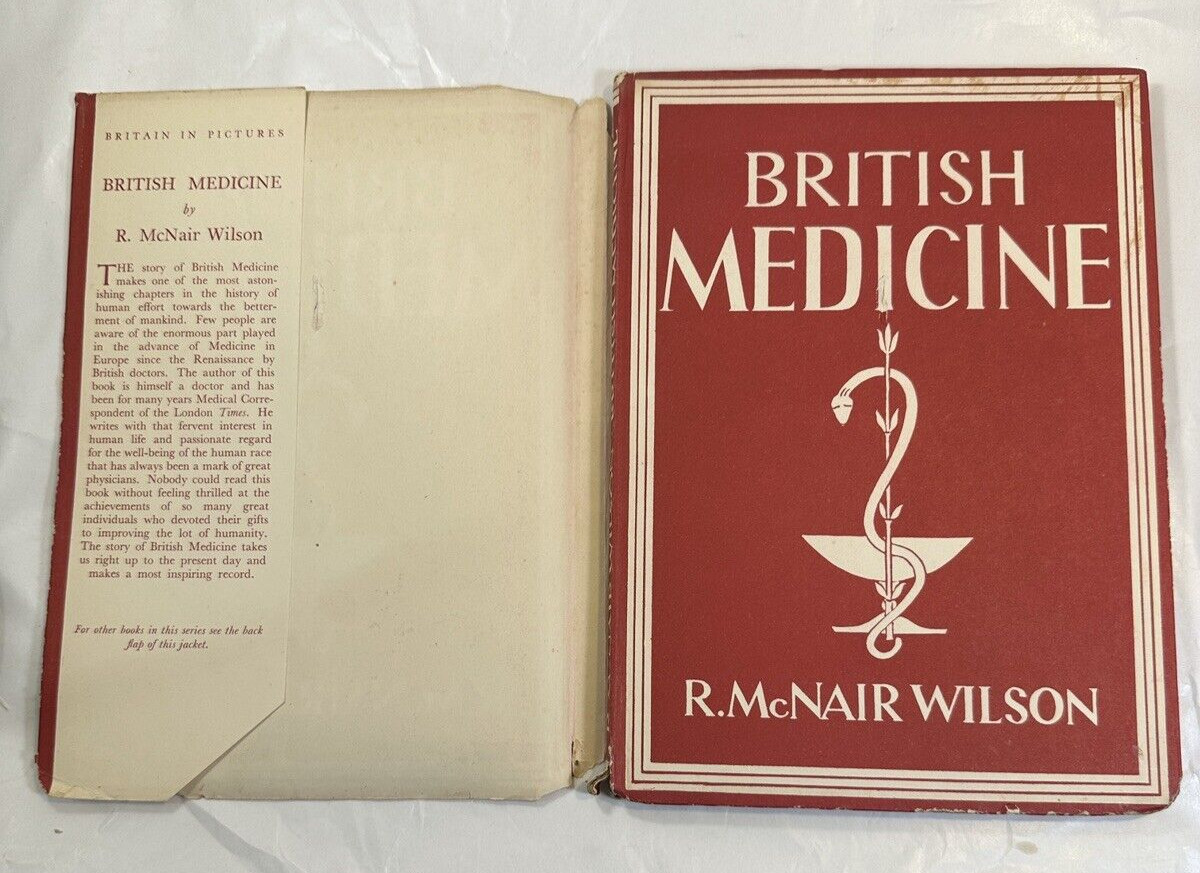 BRITAIN IN PICTURES
BRITISH MEDICINE
by
R. McNair Wilson
THE story of British Medicine
makes one of the most aston-
ishing chapters in the history of
human effort towards the better-
ment of mankind. Few people are
aware of the enormous part played
in the advance of Medicine in
Europe since the Renaissance by
British doctors. The author of this
book is himself a doctor and has
been for many years Medical Corre-
spondent of the London Times. He
writes with that fervent interest in
human life and passionate regard
for the well-being of the human race
that has always been a mark of great
physicians. Nobody could read this
book without feeling thrilled at the
achievements of so many great
individuals who devoted their gifts
to improving the lot of humanity.
The story of British Medicine takes
us right up to the present day and
makes a most inspiring record.
For other books in this series see the back
flap of this jacket.
BRITISH
MEDICINE
R. McNAIR WILSON